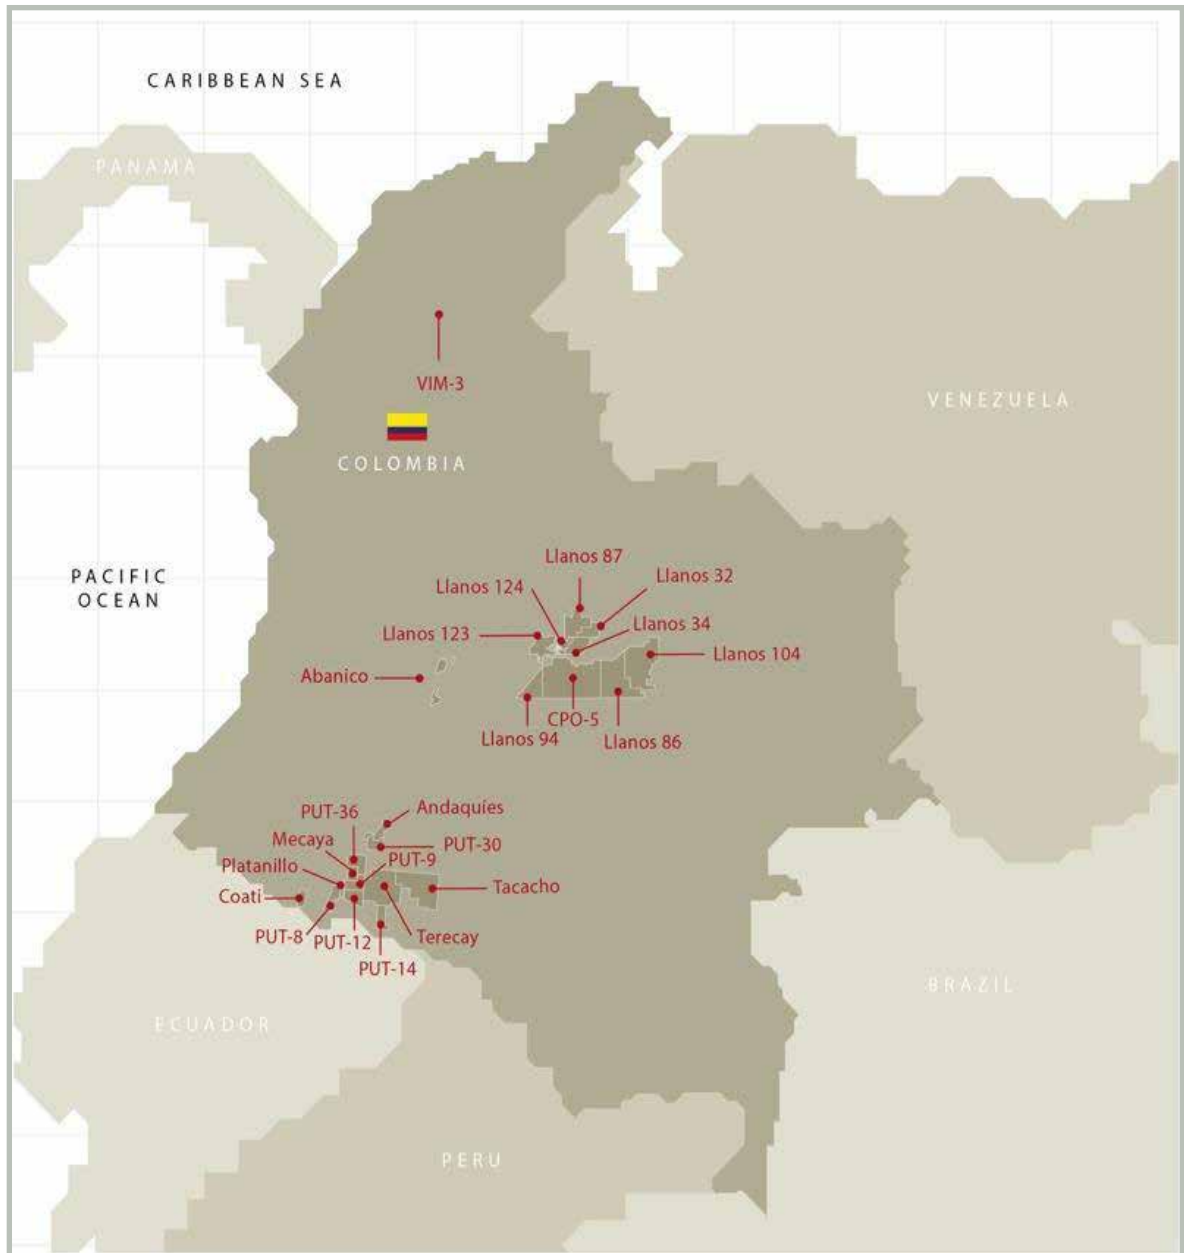 CARIBBEAN SEA
PANAMA
VIM-3
VENEZUELA
COLOMBIA
Llanos 87
PACIFIC
OCEAN
Llanos 32
Llanos 124
Llanos 34
Llanos 123
Llanos 104
Abanico
CPO-5
Llanos 94
Llanos 86
Andaquíes
PUT-36
Mecaya
PUT-30
PUT-9
Platanillo
Tacacho
Coati
PUT-8
PUT-12
Terecay
PUT-14
BRAZIL
ECUADOR
PERU